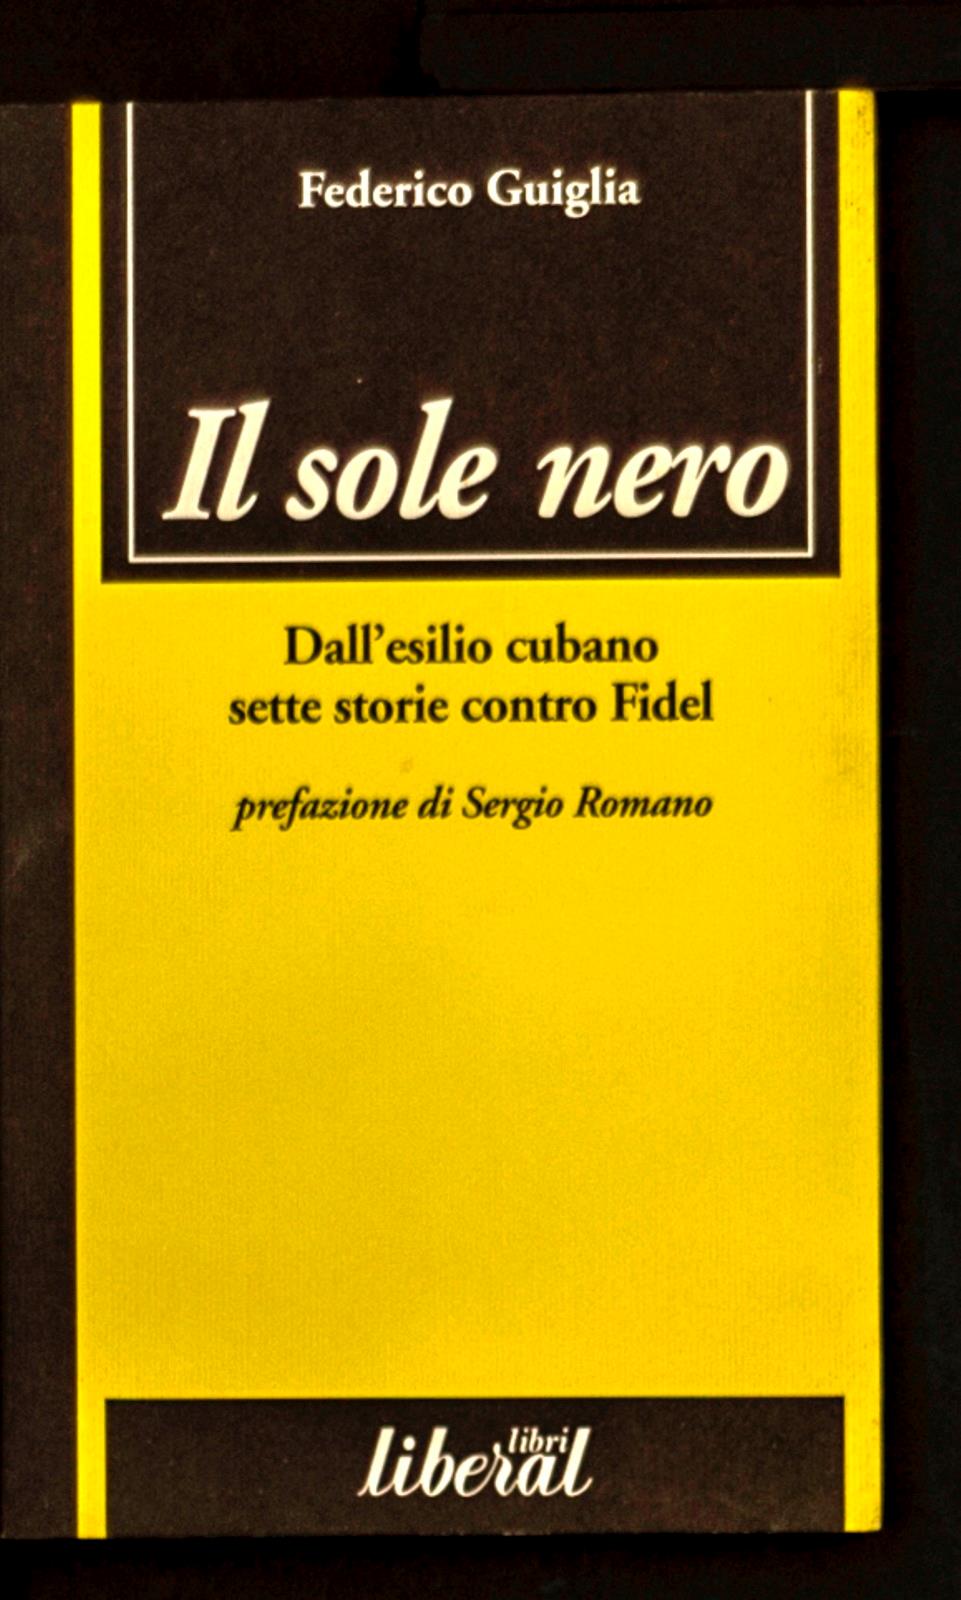 Federico Guiglia
Il sole nero
Dall'esilio cubano
sette storie contro Fidel
prefazione di Sergio Romano
libri
liberal